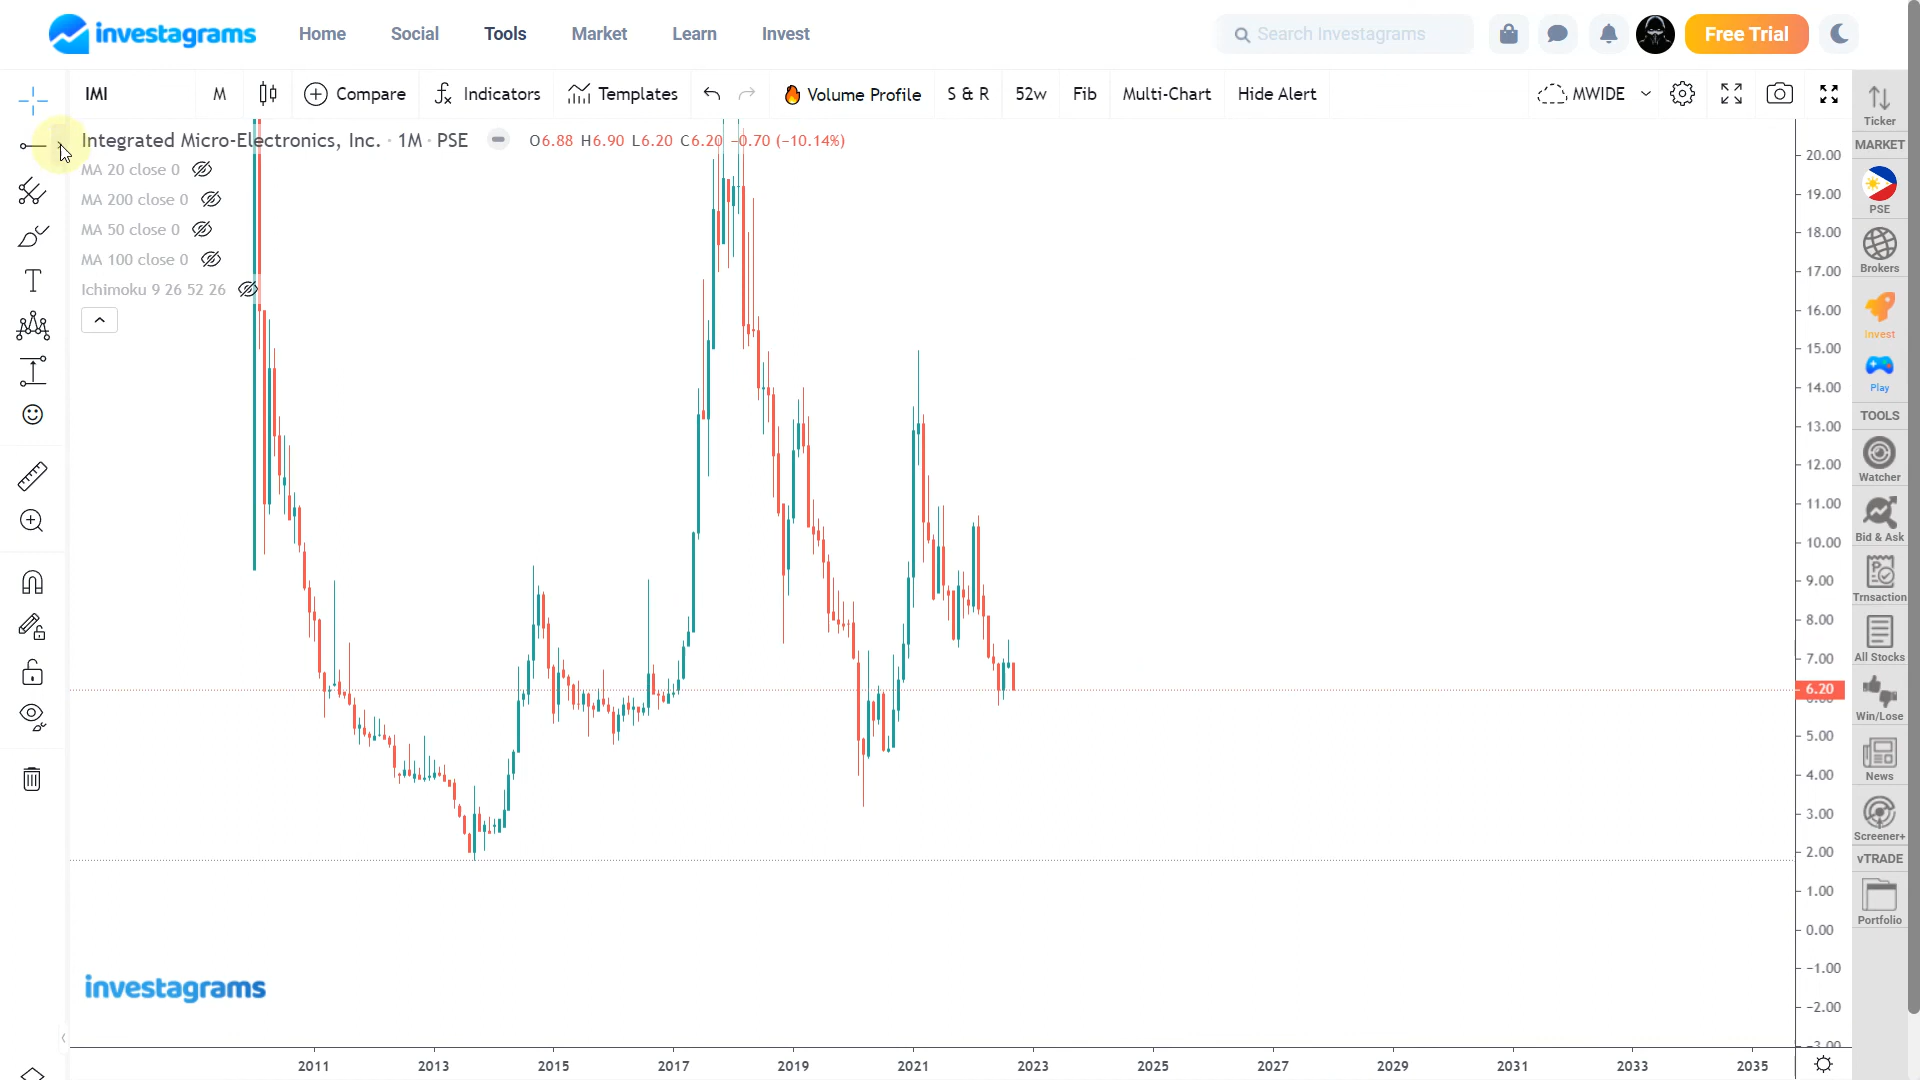 investagrams
Home
Social
Tools
Market
Learn
Invest
Search Investagrams
Free Trial
IMI
M
Compare
Indicators
Templates
Volume Profile
S & R
52w
Fib
Multi-Chart
Hide Alert
MWIDE
Integrated Micro-Electronics, Inc. · 1M · PSE
O6.88 H6.90 L6.20 C6.20 −0.70 (−10.14%)
MA 20 close 0
MA 200 close 0
MA 50 close 0
MA 100 close 0
Ichimoku 9 26 52 26
T
20.00
19.00
18.00
17.00
16.00
15.00
14.00
13.00
12.00
11.00
10.00
9.00
8.00
7.00
6.20
5.00
4.00
3.00
2.00
1.00
0.00
-1.00
-2.00
-3.00
investagrams
2011
2013
2015
2017
2019
2021
2023
2025
2027
2029
2031
2033
2035
Ticker
MARKET
PSE
Brokers
Invest
Play
TOOLS
Watcher
Bid & Ask
Trnsaction
All Stocks
Win/Lose
News
Screener+
vTRADE
Portfolio